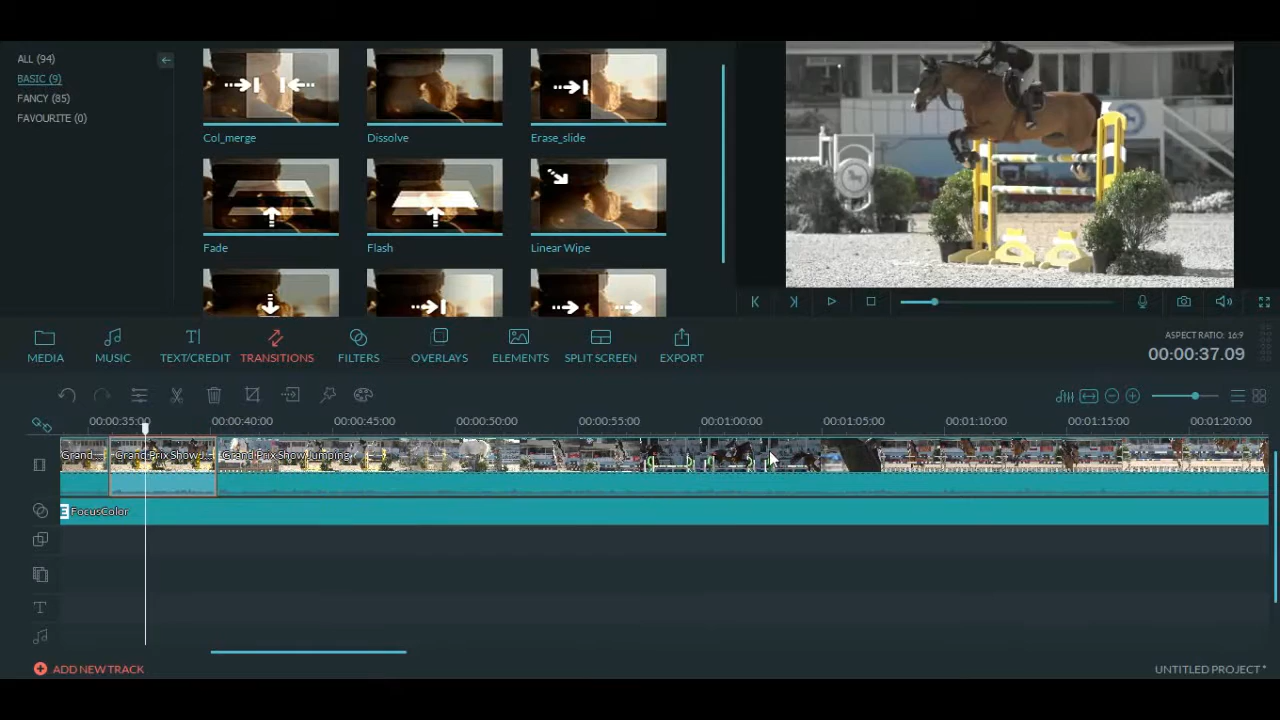 ALL (94)
BASIC (9)
FANCY (85)
FAVOURITE (0)
Col_merge
Dissolve
Erase_slide
Fade
Flash
Linear Wipe
MEDIA
MUSIC
TEXT/CREDIT
TRANSITIONS
FILTERS
OVERLAYS
ELEMENTS
SPLIT SCREEN
EXPORT
ASPECT RATIO: 16:9
00:00:37.09
00:00:35:00
00:00:40:00
00:00:45:00
00:00:50:00
00:00:55:00
00:01:00:00
00:01:05:00
00:01:10:00
00:01:15:00
00:01:20:00
Grand...
Grand Prix Show J...
Grand Prix Show Jumping
FocusColor
ADD NEW TRACK
UNTITLED PROJECT *